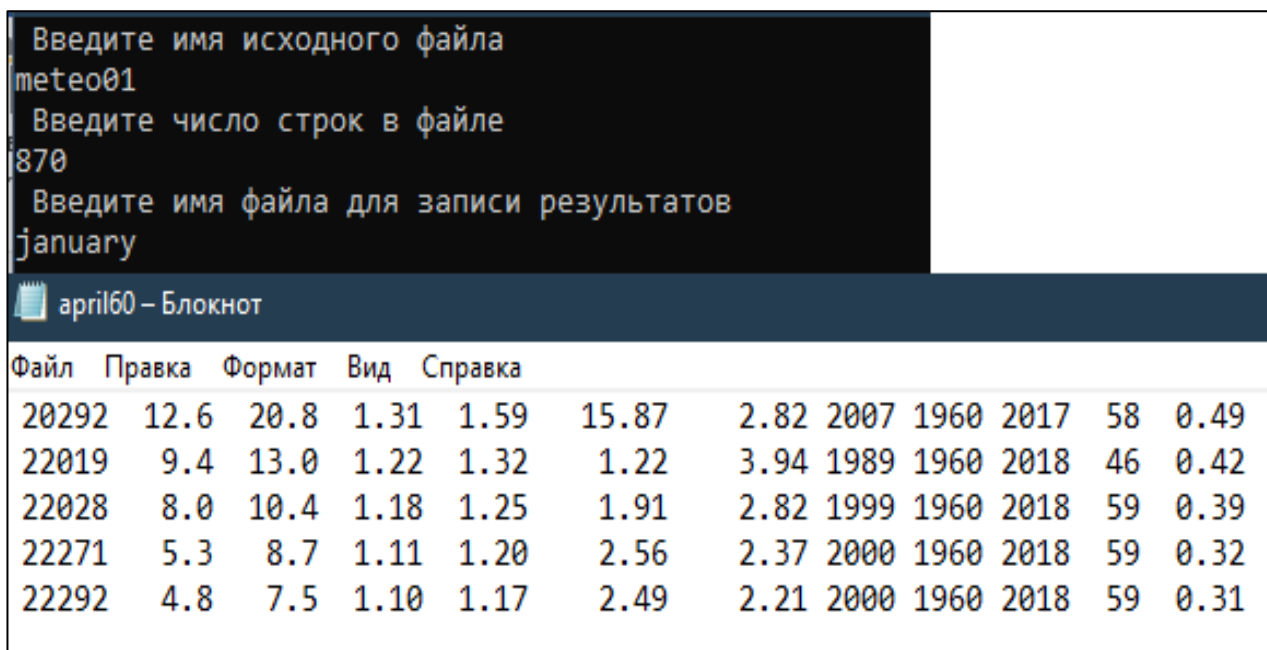 Введите имя исходного файла
meteo01
Введите число строк в файле
870
Введите имя файла для записи результатов
january
april60 – Блокнот
Файл Правка Формат Вид Справка
20292 12.6 20.8 1.31 1.59 15.87 2.82 2007 1960 2017 58 0.49
22019 9.4 13.0 1.22 1.32 1.22 3.94 1989 1960 2018 46 0.42
22028 8.0 10.4 1.18 1.25 1.91 2.82 1999 1960 2018 59 0.39
22271 5.3 8.7 1.11 1.20 2.56 2.37 2000 1960 2018 59 0.32
22292 4.8 7.5 1.10 1.17 2.49 2.21 2000 1960 2018 59 0.31